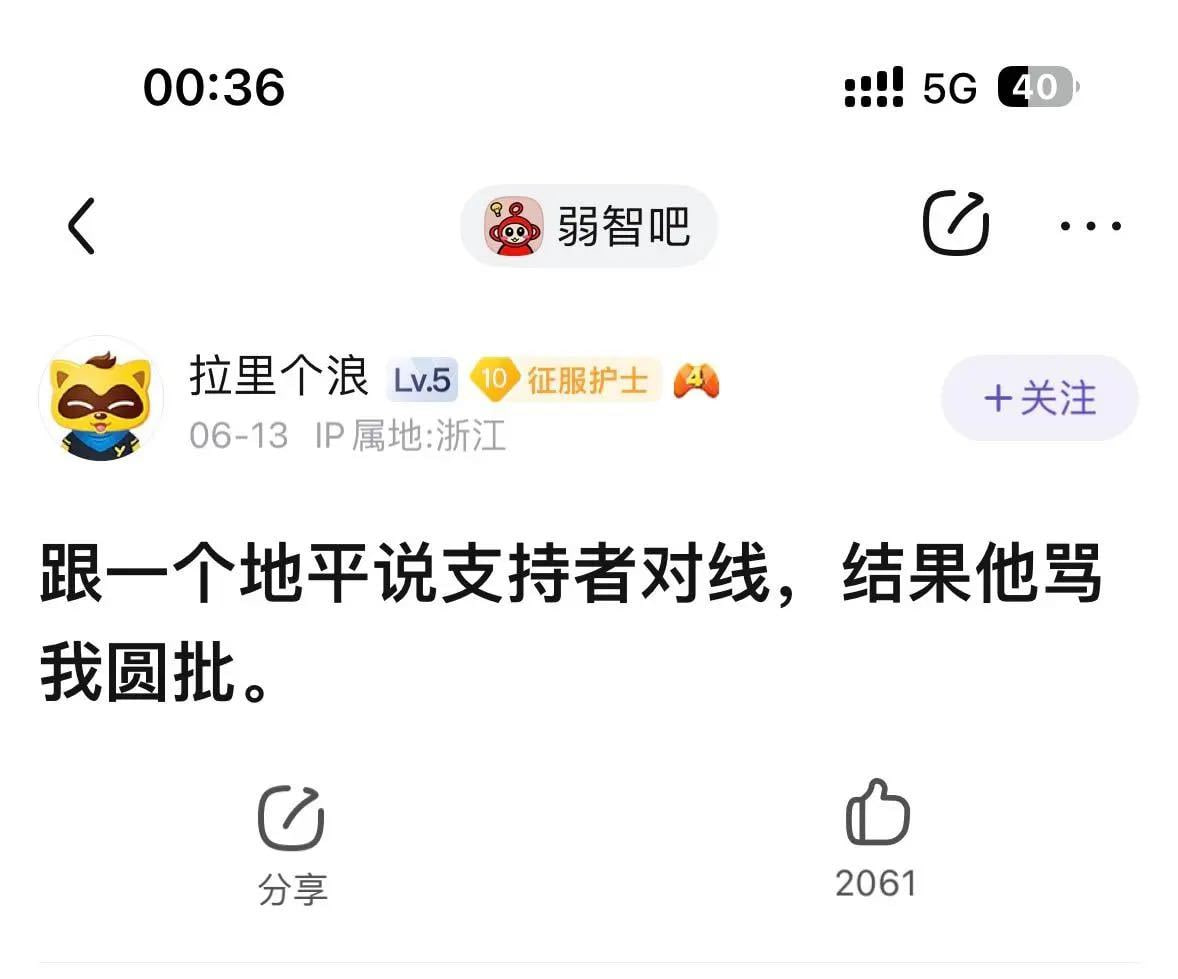 00:36 5G 40
弱智吧
拉里个浪 Lv.5 10 征服护士 4
+关注
06-13 IP属地:浙江
跟一个地平说支持者对线，结果他骂
我圆批。
分享 2061